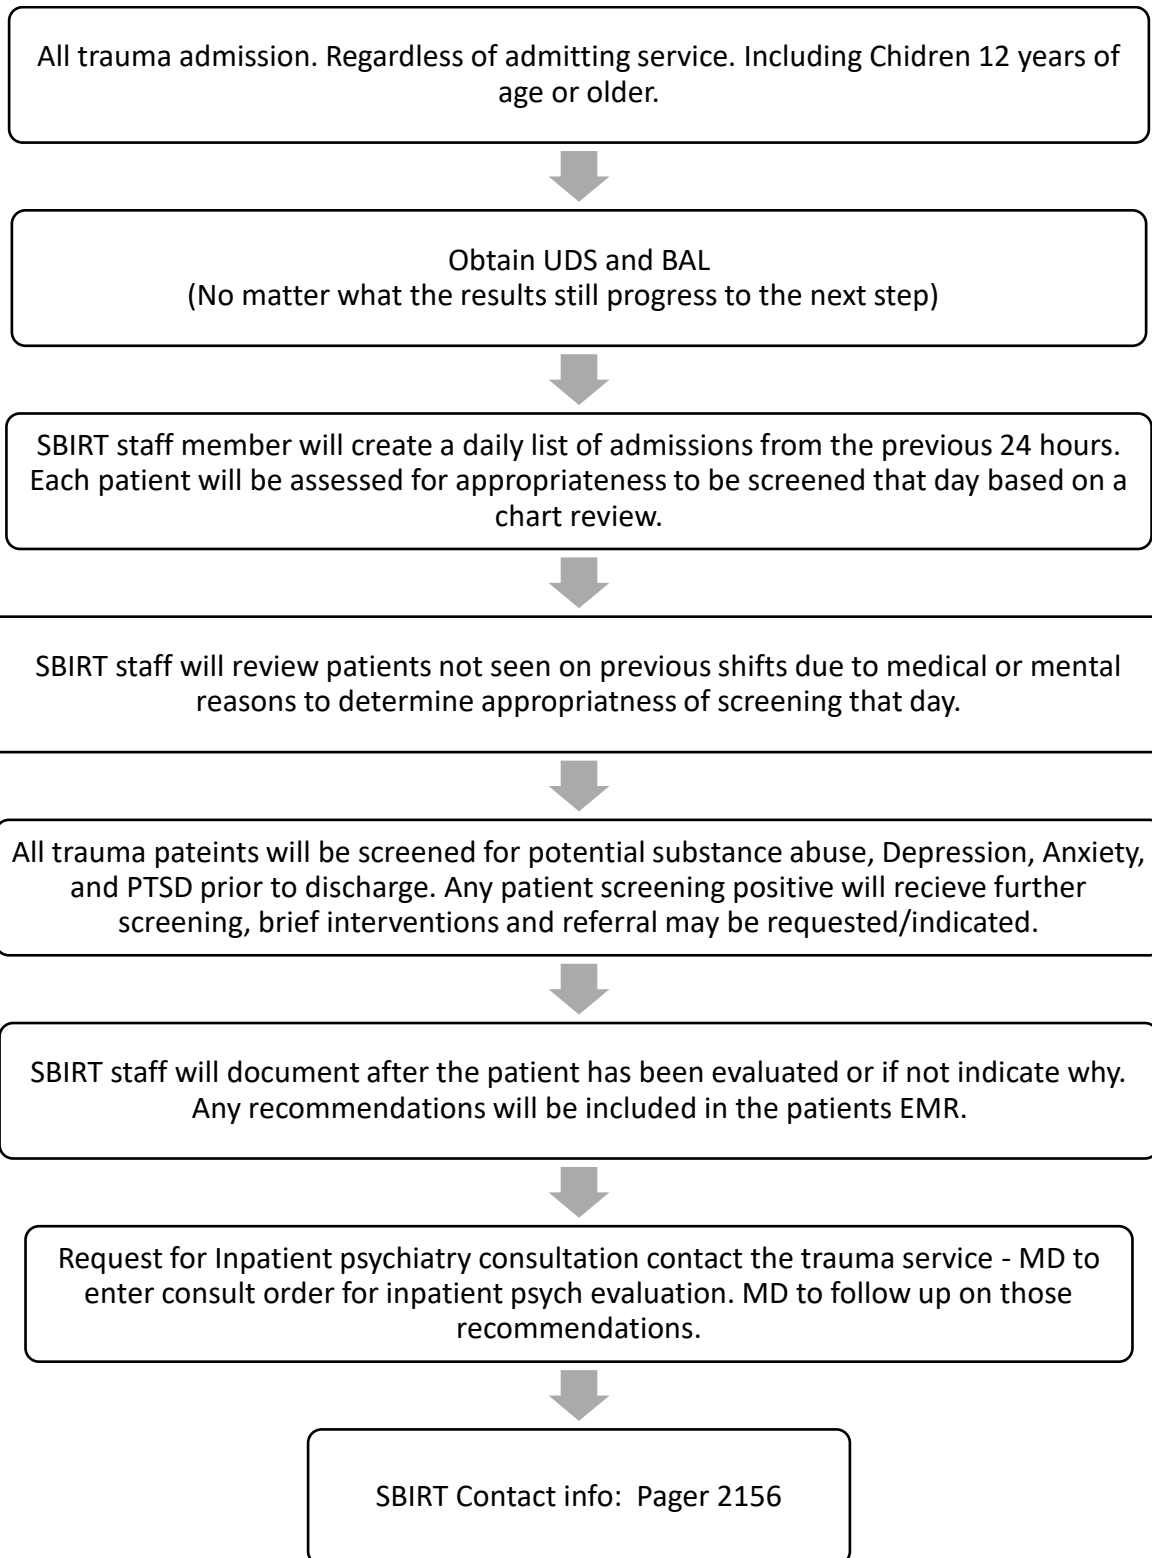 All trauma admission. Regardless of admitting service. Including Chidren 12 years of
age or older.
Obtain UDS and BAL
(No matter what the results still progress to the next step)
SBIRT staff member will create a daily list of admissions from the previous 24 hours.
Each patient will be assessed for appropriateness to be screened that day based on a
chart review.
SBIRT staff will review patients not seen on previous shifts due to medical or mental
reasons to determine appropriatness of screening that day.
All trauma pateints will be screened for potential substance abuse, Depression, Anxiety,
and PTSD prior to discharge. Any patient screening positive will recieve further
screening, brief interventions and referral may be requested/indicated.
SBIRT staff will document after the patient has been evaluated or if not indicate why.
Any recommendations will be included in the patients EMR.
Request for Inpatient psychiatry consultation contact the trauma service - MD to
enter consult order for inpatient psych evaluation. MD to follow up on those
recommendations.
SBIRT Contact info:  Pager 2156